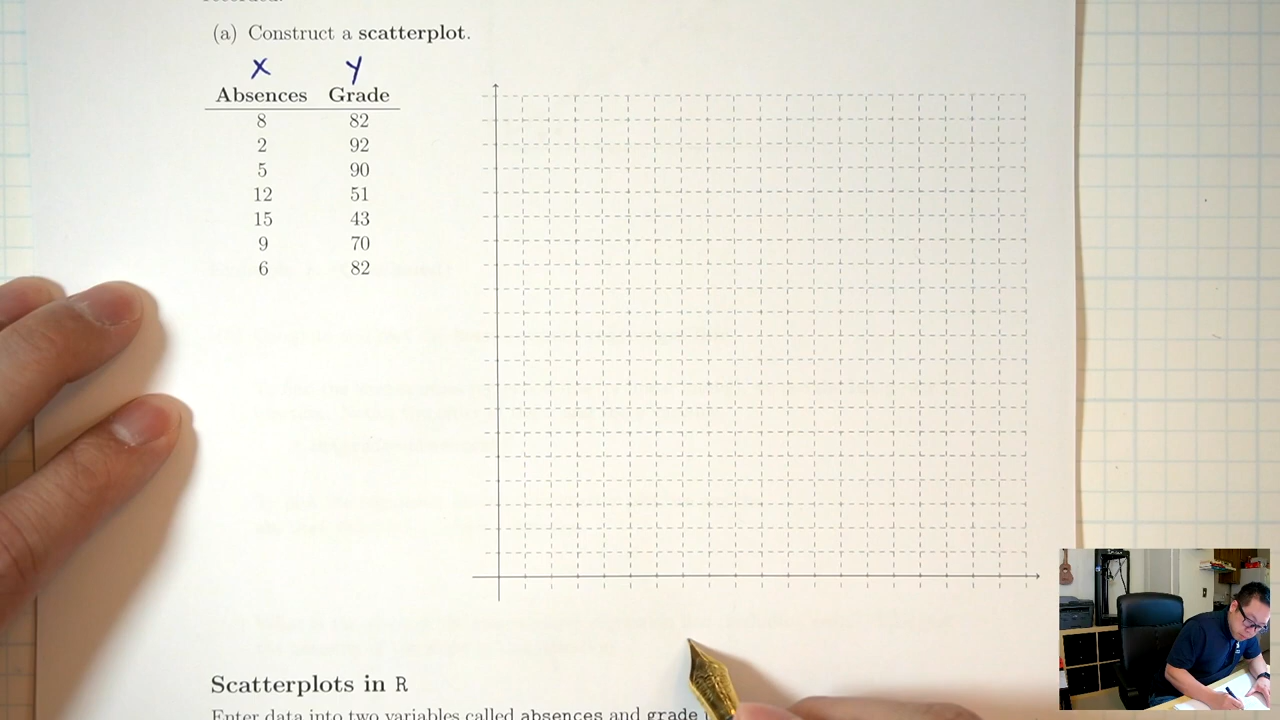 (a) Construct a scatterplot.
x y
Absences Grade
8 82
2 92
5 90
12 51
15 43
9 70
6 82
Scatterplots in R
Enter data into two variables called absences and grade